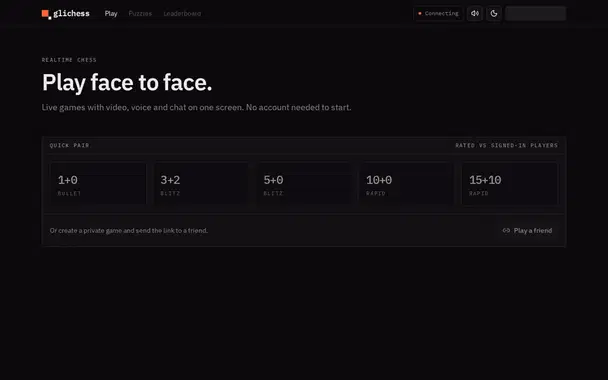 glichess Play Puzzles Leaderboard Connecting
REALTIME CHESS
Play face to face.
Live games with video, voice and chat on one screen. No account needed to start.
QUICK PAIR RATED VS SIGNED-IN PLAYERS
1+0 3+2 5+0 10+0 15+10
BULLET BLITZ BLITZ RAPID RAPID
Or create a private game and send the link to a friend. Play a friend